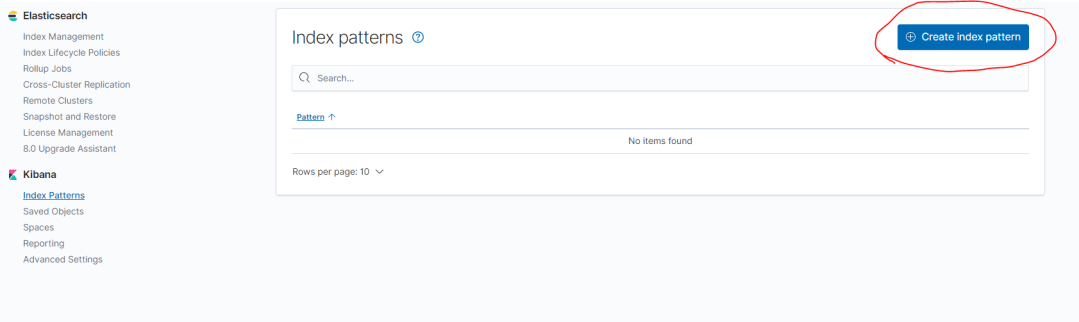 Elasticsearch
Index Management
Index Lifecycle Policies
Rollup Jobs
Cross-Cluster Replication
Remote Clusters
Snapshot and Restore
License Management
8.0 Upgrade Assistant
Kibana
Index Patterns
Saved Objects
Spaces
Reporting
Advanced Settings
Index patterns
Create index pattern
Search...
Pattern
No items found
Rows per page: 10